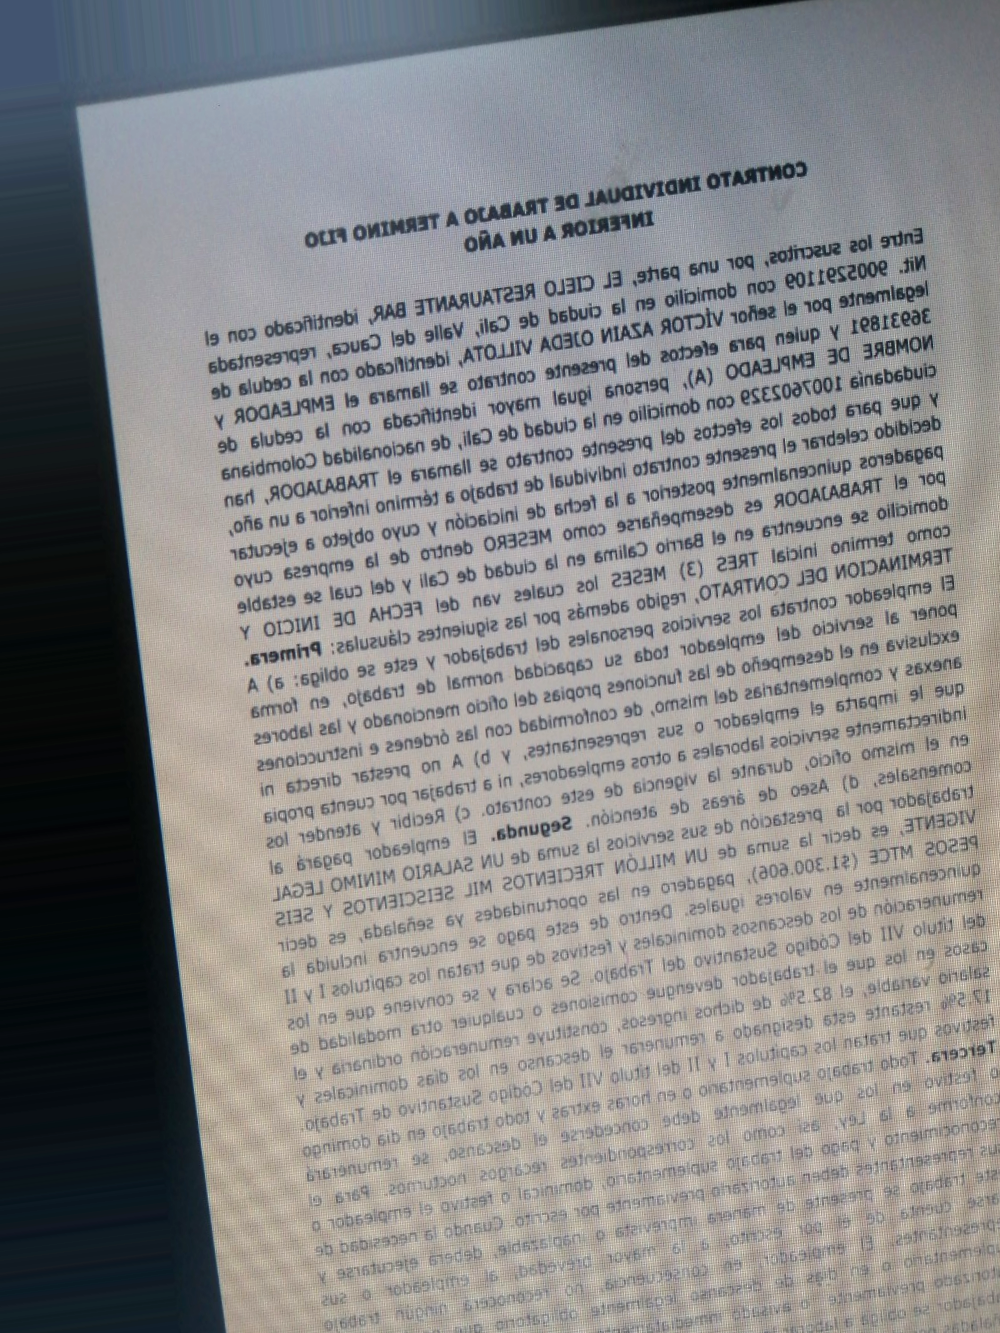 CONTRATO INDIVIDUAL DE TRABAJO A TERMINO FIJO
INFERIOR A UN AÑO
Entre los suscritos, por una parte, EL CIELO RESTAURANTE BAR, identificado con el
Nit. 9005291109 con domicilio en la ciudad de Cali, Valle del Cauca, representada
legalmente por el señor VÍCTOR AZAIN OJEDA VILLOTA, identificado con la cedula de
36931891 y quien para efectos del presente contrato se llamara el EMPLEADOR Y
NOMBRE DE EMPLEADO (A), persona igual mayor identificada con la cedula de
ciudadanía 1007602329 con domicilio en la ciudad de Cali, de nacionalidad Colombiana
y que para todos los efectos del presente contrato se llamara el TRABAJADOR, han
decidido celebrar el presente contrato individual de trabajo a término inferior a un año,
pagaderos quincenalmente posterior a la fecha de iniciación y cuyo objeto a ejecutar
por el TRABAJADOR es desempeñarse como MESERO dentro de la empresa cuyo
domicilio se encuentra en el Barrio Calima en la ciudad de Cali y del cual se estable
como termino inicial TRES (3) MESES los cuales van del FECHA DE INICIO Y
TERMINACION DEL CONTRATO, regido además por las siguientes cláusulas: Primera.
El empleador contrata los servicios personales del trabajador y este se obliga: a) A
poner al servicio del empleador toda su capacidad normal de trabajo, en forma
exclusiva en el desempeño de las funciones propias del oficio mencionado y las labores
anexas y complementarias del mismo, de conformidad con las órdenes e instrucciones
que le imparta el empleador o sus representantes, y b) A no prestar directa ni
indirectamente servicios laborales a otros empleadores, ni a trabajar por cuenta propia
en el mismo oficio, durante la vigencia de este contrato. c) Recibir y atender los
comensales, d) Aseo de áreas de atención. Segunda. El empleador pagará al
trabajador por la prestación de sus servicios la suma de UN SALARIO MINIMO LEGAL
VIGENTE, es decir la suma de UN MILLÓN TRECIENTOS MIL SEISCIENTOS Y SEIS
PESOS MTCE ($1.300.606), pagadero en las oportunidades ya señalada, es decir
quincenalmente en valores iguales. Dentro de este pago se encuentra incluida la
remuneración de los descansos dominicales y festivos de que tratan los capítulos I y II
del título VII del Código Sustantivo del Trabajo. Se aclara y se conviene que en los
casos en los que el trabajador devengue comisiones o cualquier otra modalidad de
salario variable, el 82.5% de dichos ingresos, constituye remuneración ordinaria y el
17.5% restante esta designado a remunerar el descanso en los días dominicales y
festivos que tratan los capítulos I y II del título VII del Código Sustantivo de Trabajo.
Tercera. Todo trabajo suplementario o en horas extras y todo trabajo en día domingo
o festivo en los que legalmente debe concederse el descanso, se remunerará
conforme a la Ley, así como los correspondientes recargos nocturnos. Para el
reconocimiento y pago del trabajo suplementario, dominical o festivo el empleador o
sus representantes deben autorizarlo previamente por escrito. Cuando la necesidad de
este trabajo se presente de manera imprevista o inaplazable, deberá ejecutarse y
cuenta de el por escrito, a la mayor brevedad, al empleador o sus
El empleador, en consecuencia, no reconocerá ningún trabajo
o en días de descanso legalmente obligatorio que
previamente o avisado inmediatamente
se obliga a laborar